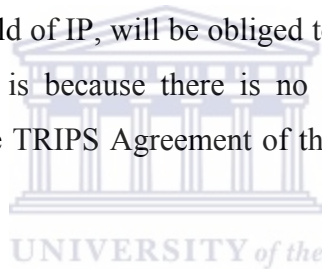 ld of IP, will be obliged t
is because there is no
e TRIPS Agreement of th
UNIVERSITY of the